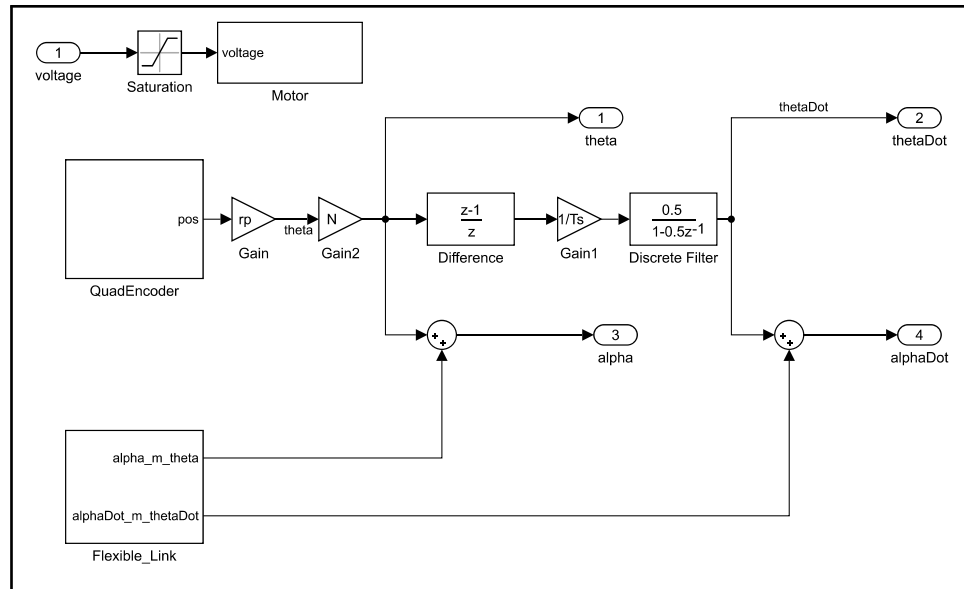 1
voltage
Saturation
voltage
Motor
1
theta
thetaDot
2
thetaDot
pos
QuadEncoder
rp
Gain
theta
N
Gain2
z-1
z
Difference
1/Ts
Gain1
0.5
1-0.5z-1
Discrete Filter
3
alpha
4
alphaDot
alpha_m_theta
alphaDot_m_thetaDot
Flexible_Link